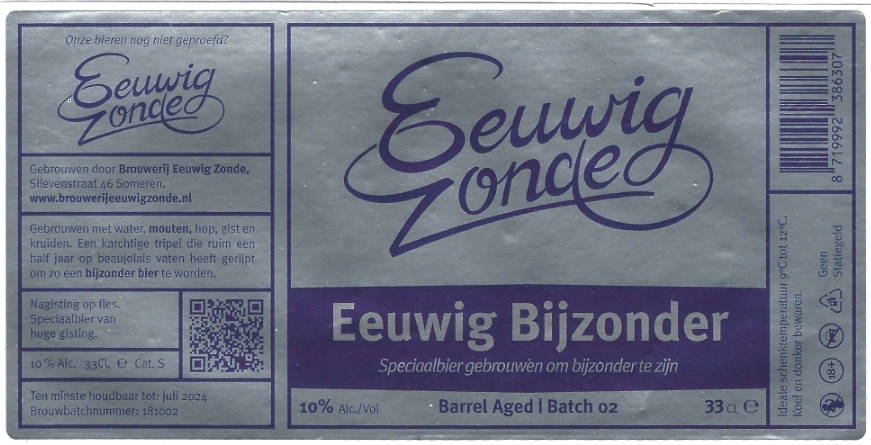 Onze bieren nog niet geproefd?
Eeuwig
Zonde
Gebrouwen door Brouwerij Eeuwig Zonde,
Slievenstraat 46 Someren.
www.brouwerijeeuwigzonde.nl
Gebrouwen met water, mouten, hop, gist en
kruiden. Een karchtige tripel die ruim een
half jaar op beaujolais vaten heeft gerijpt
om zo een bijzonder bier te worden.
Nagisting op fles.
Speciaalbier van
hoge gisting.
10 % Alc. 33CL ℮ Cat. S
Ten minste houdbaar tot: juli 2024
Brouwbatchnummer: 181002
Eeuwig
Zonde
Eeuwig Bijzonder
Speciaalbier gebrouwen om bijzonder te zijn
10% Alc./Vol Barrel Aged | Batch 02 33 CL ℮
8 719992 386307
Ideale schenktemperatuur 9°C tot 12°C.
Koel en donker bewaren.
Geen
Statiegeld
18+